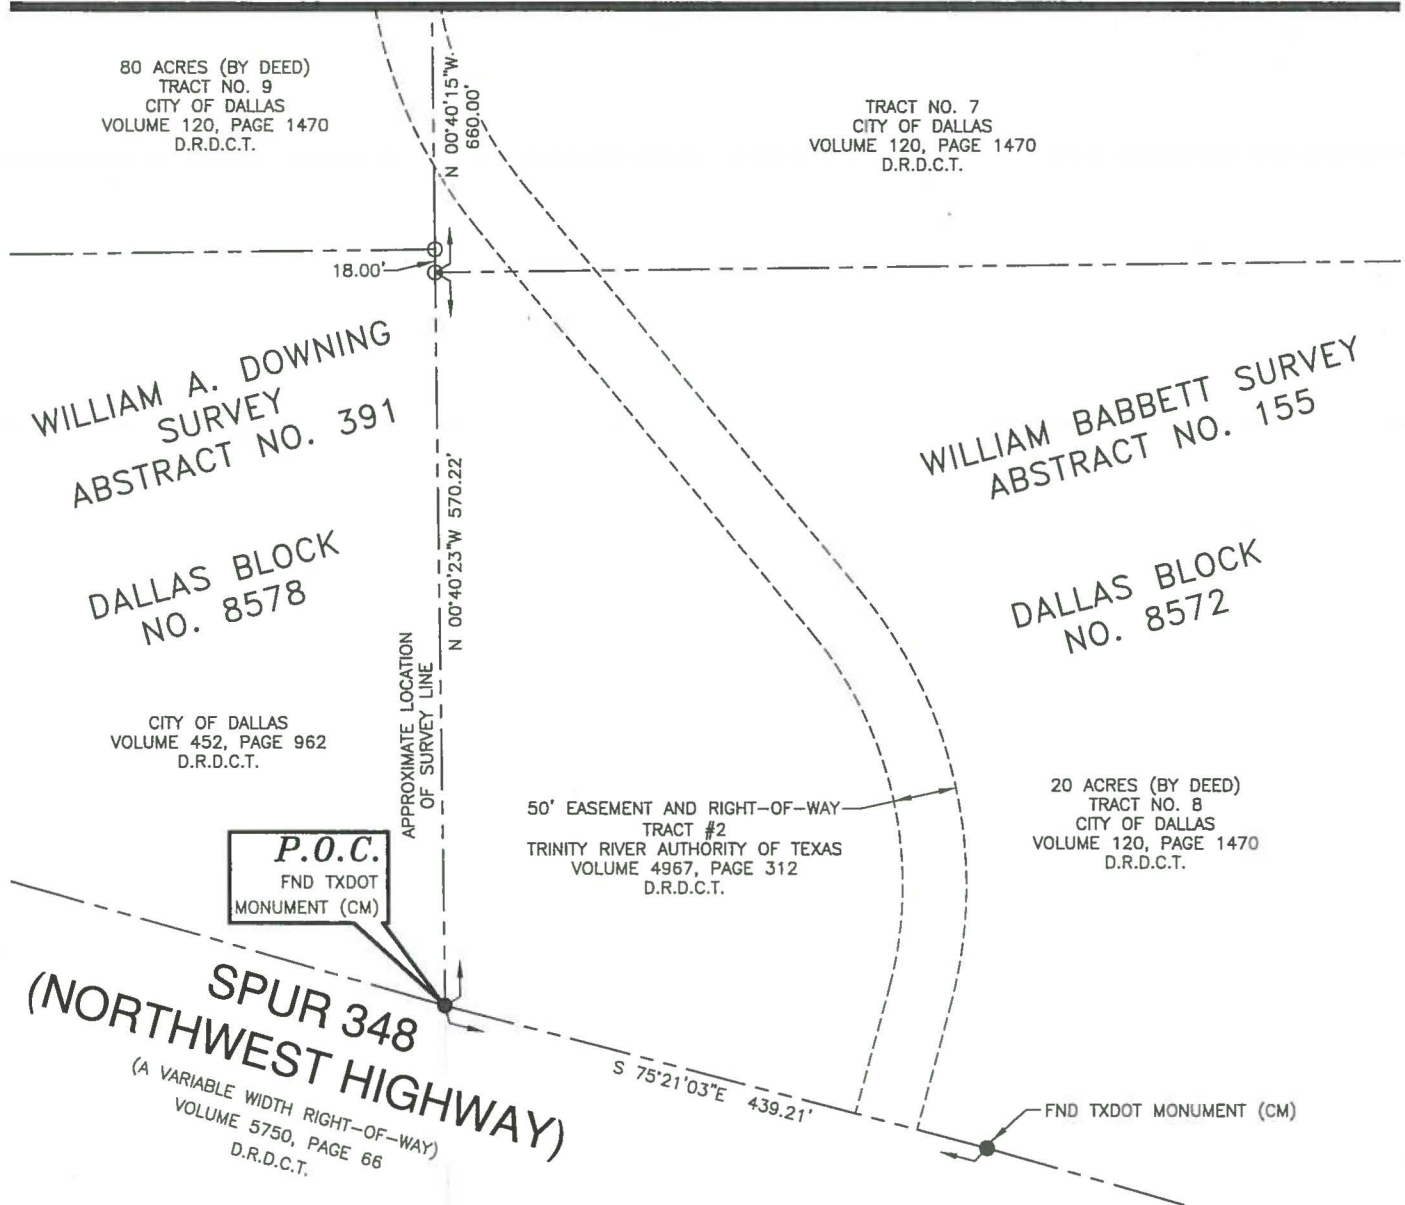 80 ACRES (BY DEED)
TRACT NO. 9
CITY OF DALLAS
VOLUME 120, PAGE 1470
D.R.D.C.T.
N 00°40'15"W
660.00'
TRACT NO. 7
CITY OF DALLAS
VOLUME 120, PAGE 1470
D.R.D.C.T.
18.00'
WILLIAM A. DOWNING
SURVEY
ABSTRACT NO. 391
WILLIAM BABBETT SURVEY
ABSTRACT NO. 155
N 00°40'23"W 570.22'
DALLAS BLOCK
NO. 8578
DALLAS BLOCK
NO. 8572
APPROXIMATE LOCATION
OF SURVEY LINE
CITY OF DALLAS
VOLUME 452, PAGE 962
D.R.D.C.T.
50' EASEMENT AND RIGHT-OF-WAY
TRACT #2
TRINITY RIVER AUTHORITY OF TEXAS
VOLUME 4967, PAGE 312
D.R.D.C.T.
20 ACRES (BY DEED)
TRACT NO. 8
CITY OF DALLAS
VOLUME 120, PAGE 1470
D.R.D.C.T.
P.O.C.
FND TXDOT
MONUMENT (CM)
SPUR 348
(NORTHWEST HIGHWAY)
(A VARIABLE WIDTH RIGHT-OF-WAY)
VOLUME 5750, PAGE 66
D.R.D.C.T.
S 75°21'03"E 439.21'
FND TXDOT MONUMENT (CM)